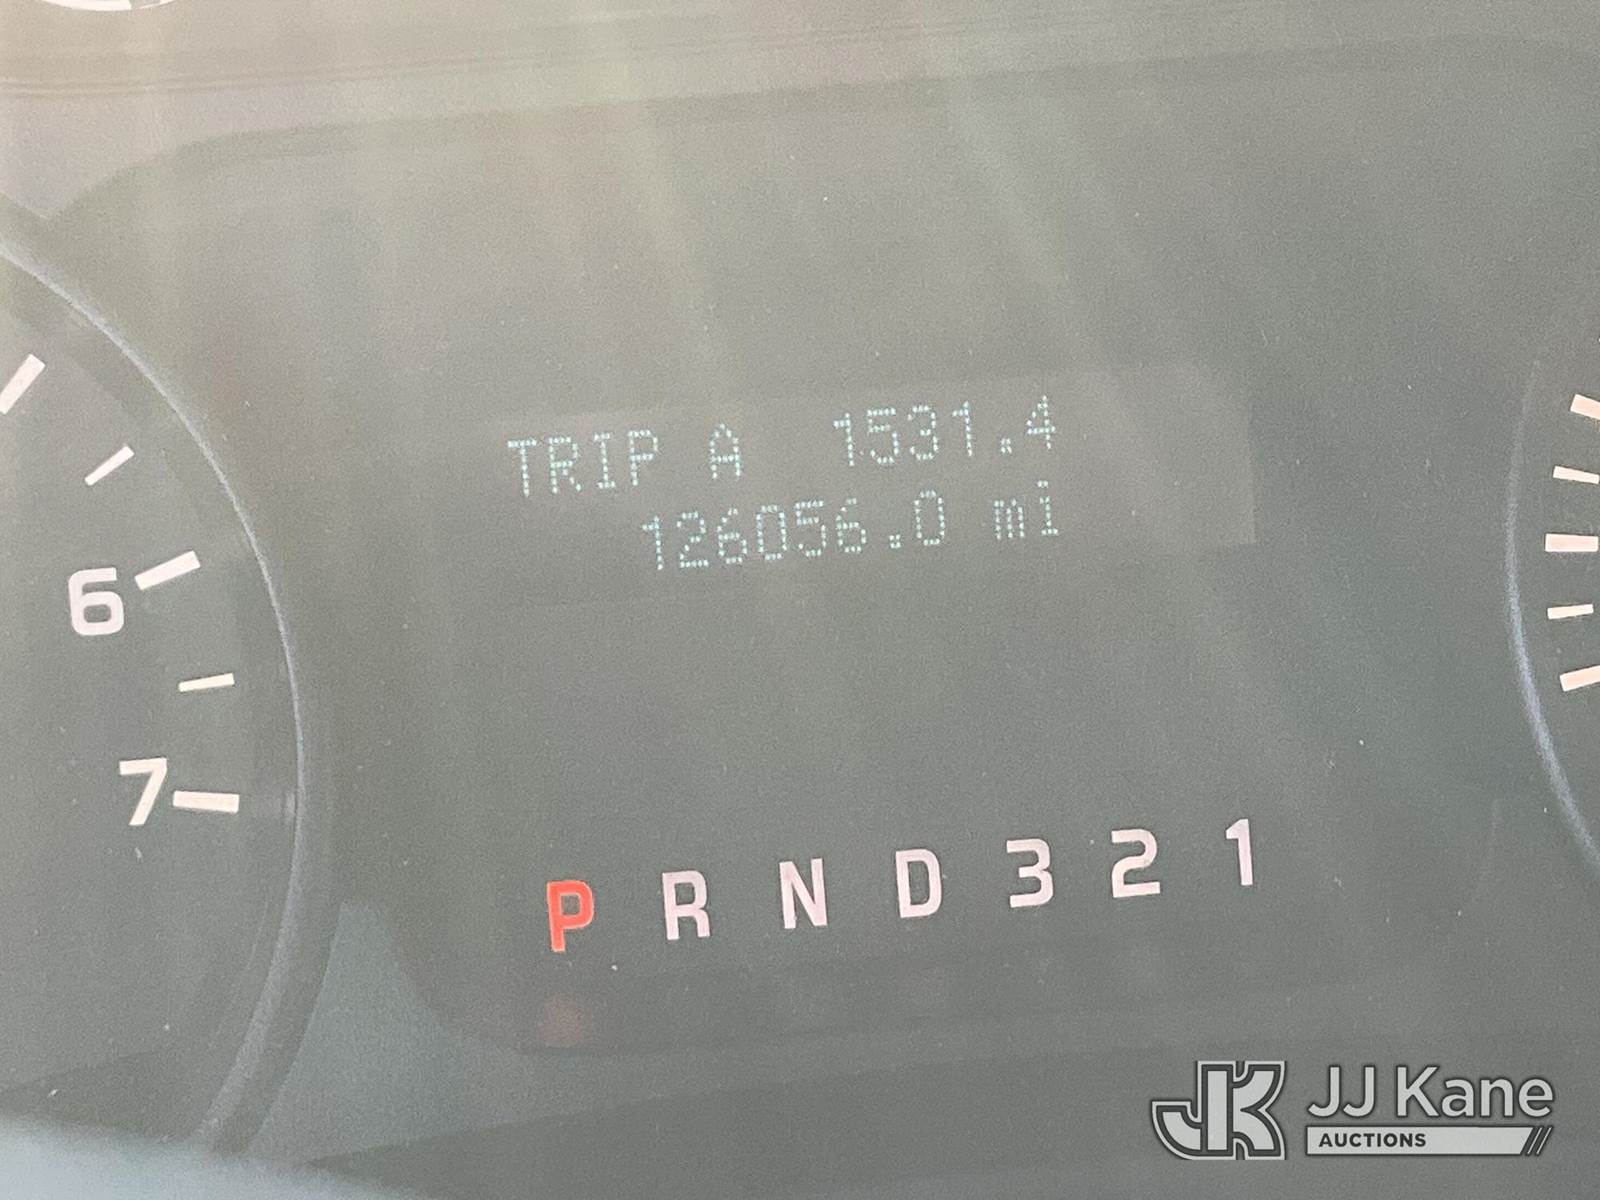 TRIP A 1531.4
126056.0 mi
6
7
P R N D 3 2 1
JK JJ Kane
AUCTIONS